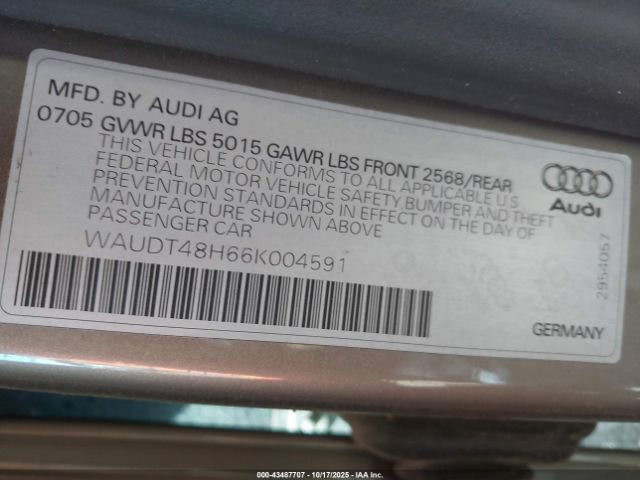 MFD. BY AUDI AG
0705 GVWR LBS 5015 GAWR LBS FRONT 2568/REAR
THIS VEHICLE CONFORMS TO ALL APPLICABLE U.S.
FEDERAL MOTOR VEHICLE SAFETY, BUMPER AND THEFT
PREVENTION STANDARDS IN EFFECT ON THE DAY OF
MANUFACTURE SHOWN ABOVE
PASSENGER CAR
WAUDT48H66K004591
Audi
2954057
GERMANY
000-43487707 - 10/17/2025 - IAA Inc.